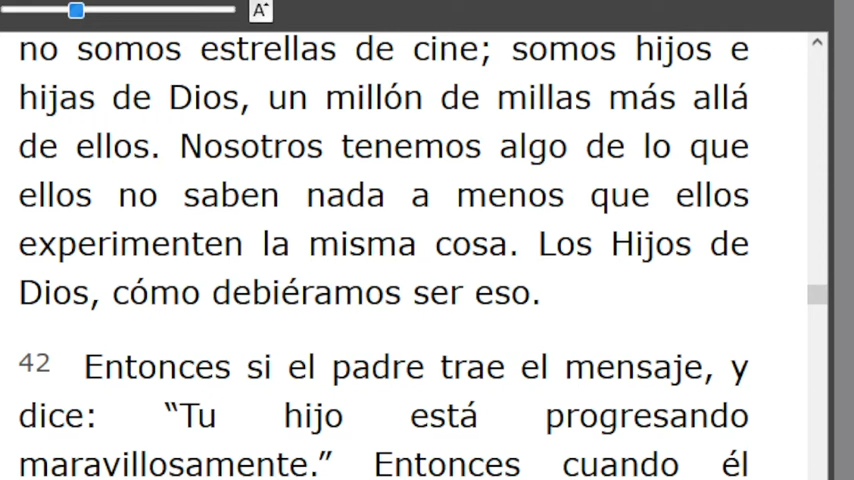 A
no somos estrellas de cine; somos hijos e
hijas de Dios, un millón de millas más allá
de ellos. Nosotros tenemos algo de lo que
ellos no saben nada a menos que ellos
experimenten la misma cosa. Los Hijos de
Dios, cómo debiéramos ser eso.
42 Entonces si el padre trae el mensaje, y
dice: “Tu hijo está progresando
maravillosamente.” Entonces cuando él